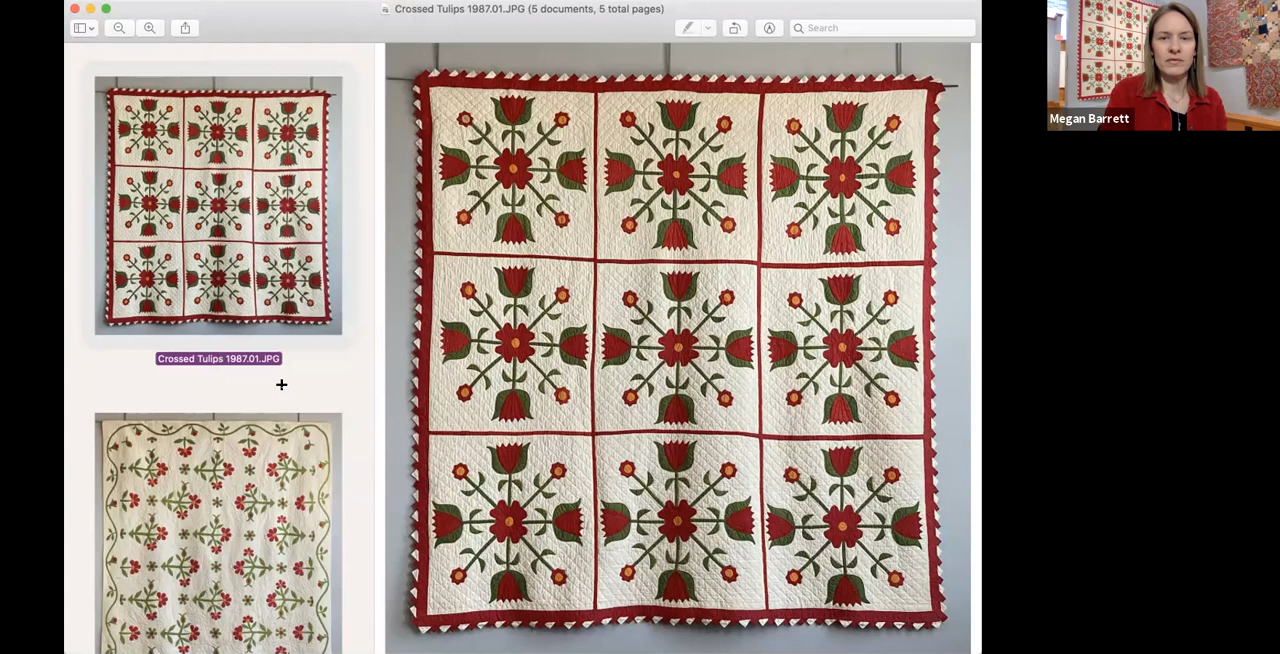 Crossed Tulips 1987.01.JPG (5 documents, 5 total pages)
Search
Megan Barrett
Crossed Tulips 1987.01.JPG